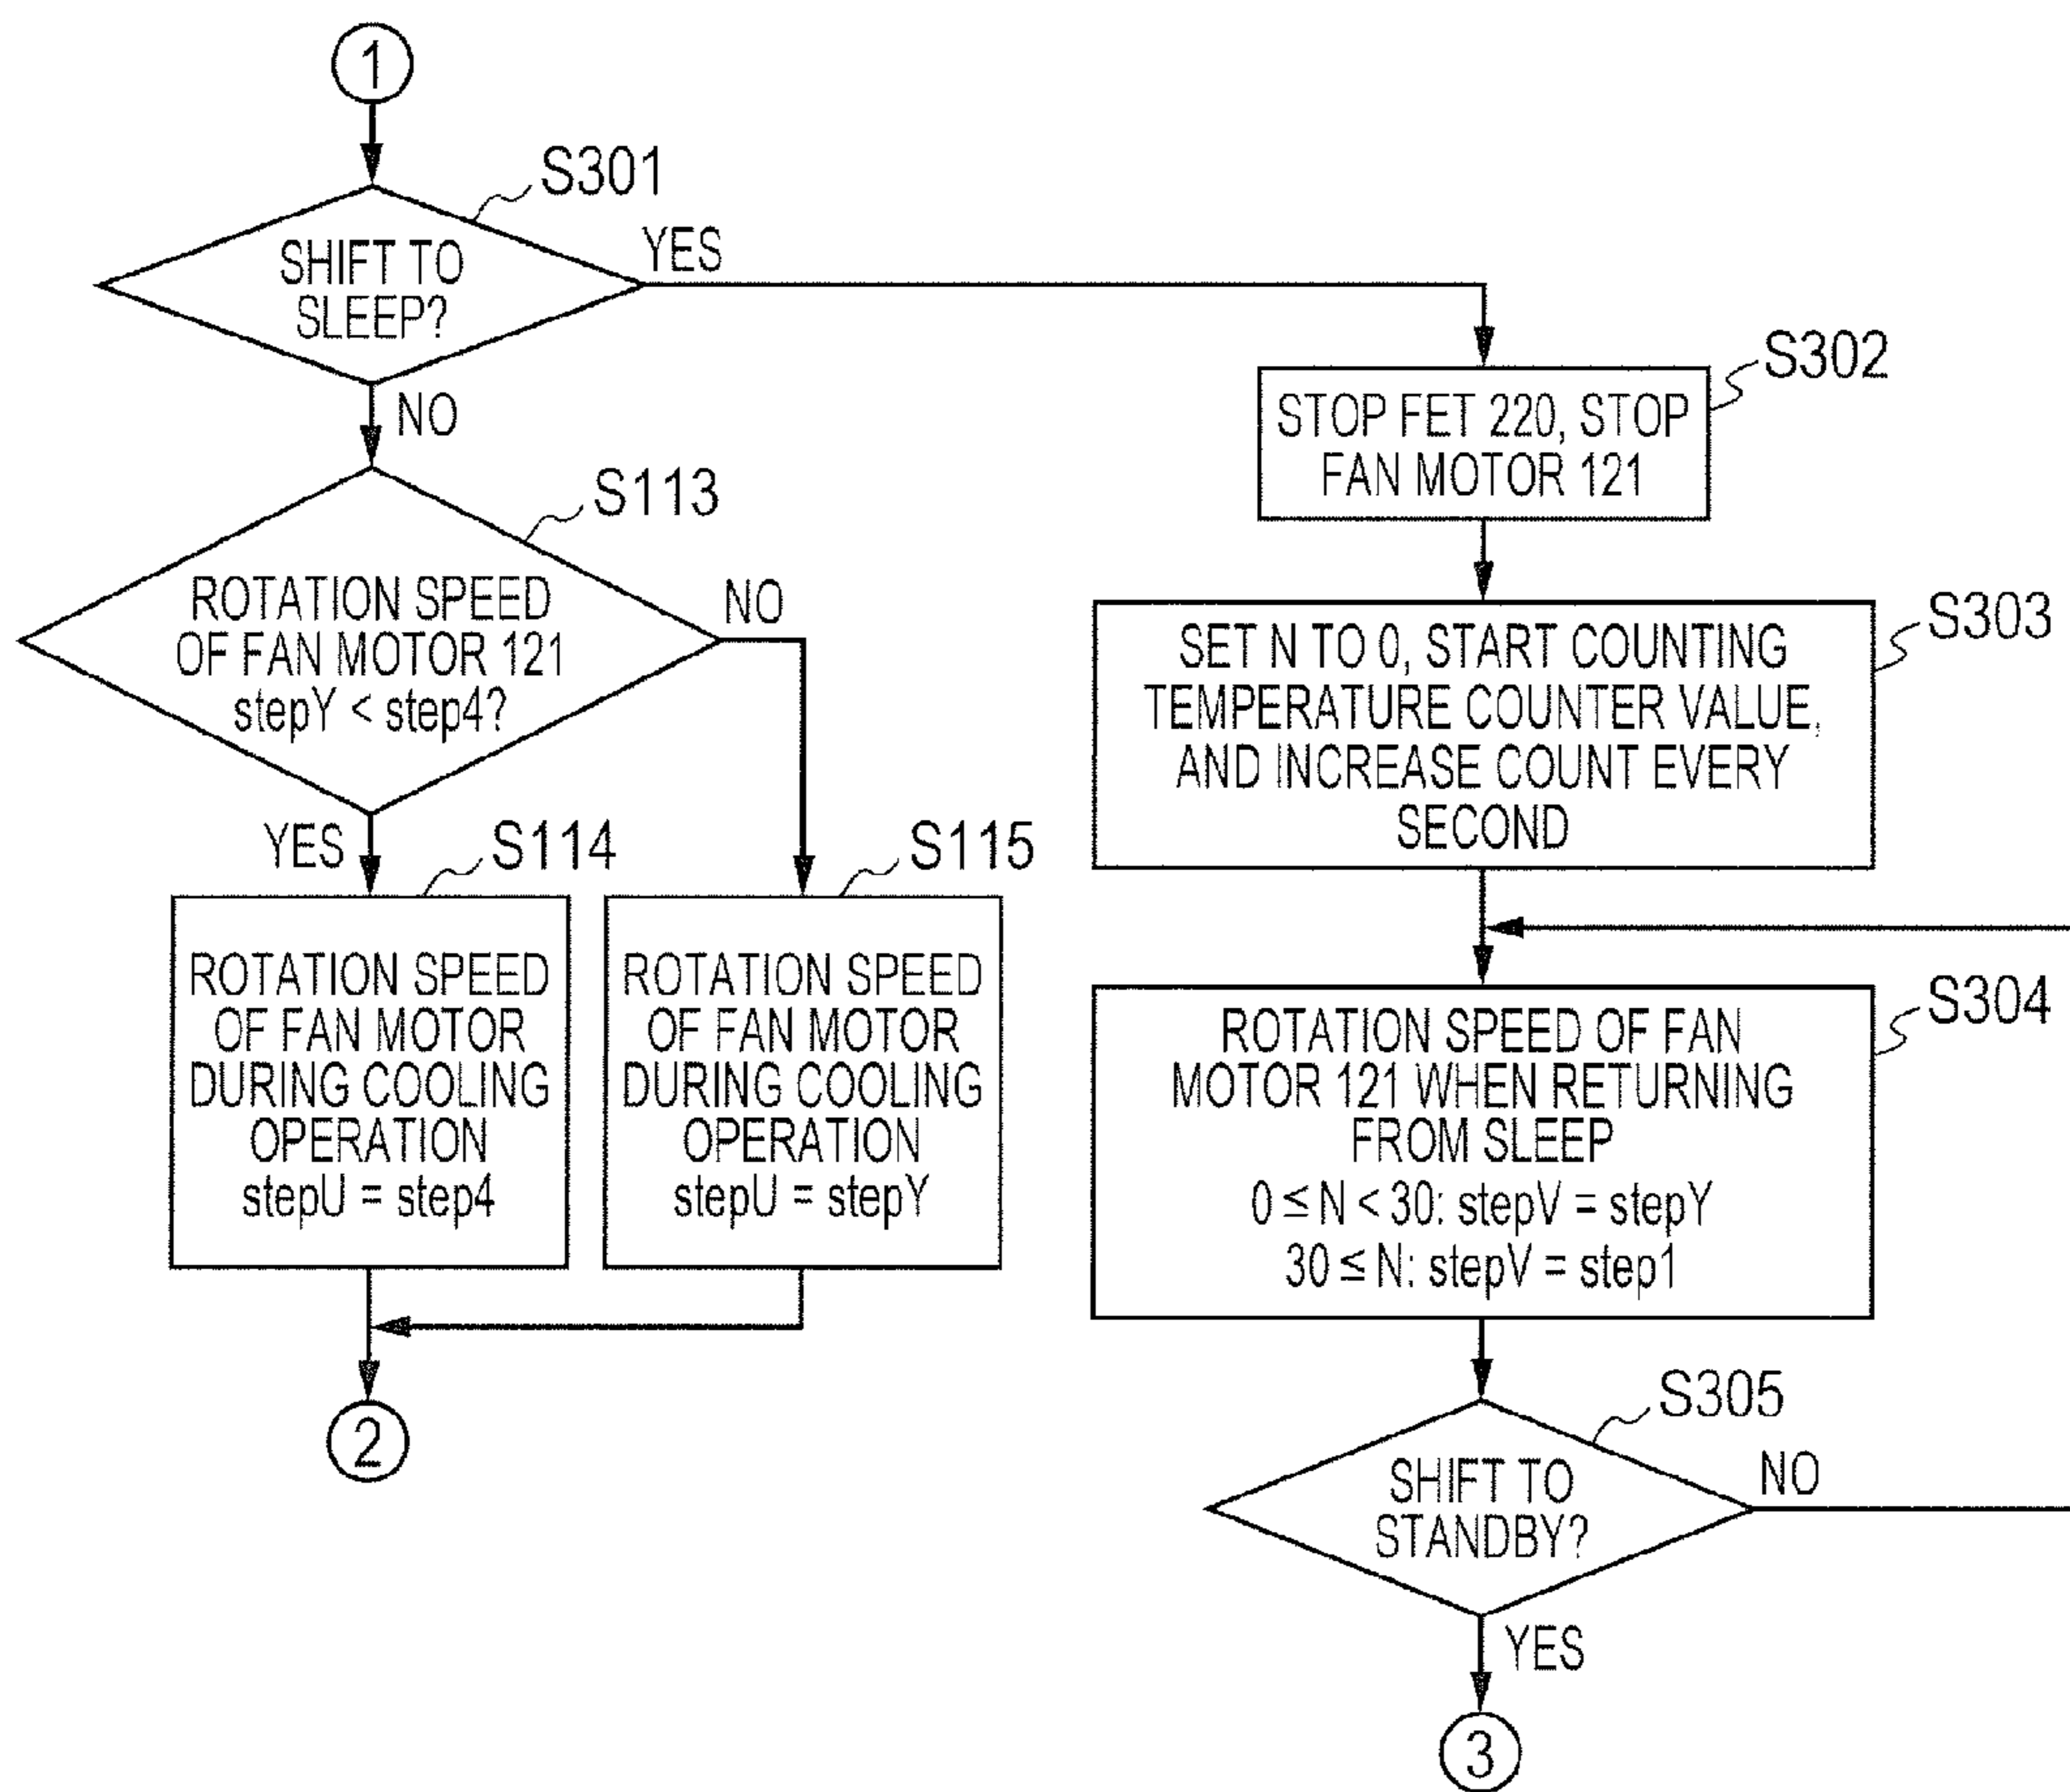 1
S301
SHIFT TO
SLEEP?
YES
NO
S113
ROTATION SPEED
OF FAN MOTOR 121
stepY < step4?
NO
YES
S114
ROTATION SPEED
OF FAN MOTOR
DURING COOLING
OPERATION
stepU = step4
S115
ROTATION SPEED
OF FAN MOTOR
DURING COOLING
OPERATION
stepU = stepY
2
S302
STOP FET 220, STOP
FAN MOTOR 121
S303
SET N TO 0, START COUNTING
TEMPERATURE COUNTER VALUE,
AND INCREASE COUNT EVERY
SECOND
S304
ROTATION SPEED OF FAN
MOTOR 121 WHEN RETURNING
FROM SLEEP
0 ≤ N < 30: stepV = stepY
30 ≤ N: stepV = step1
S305
SHIFT TO
STANDBY?
NO
YES
3